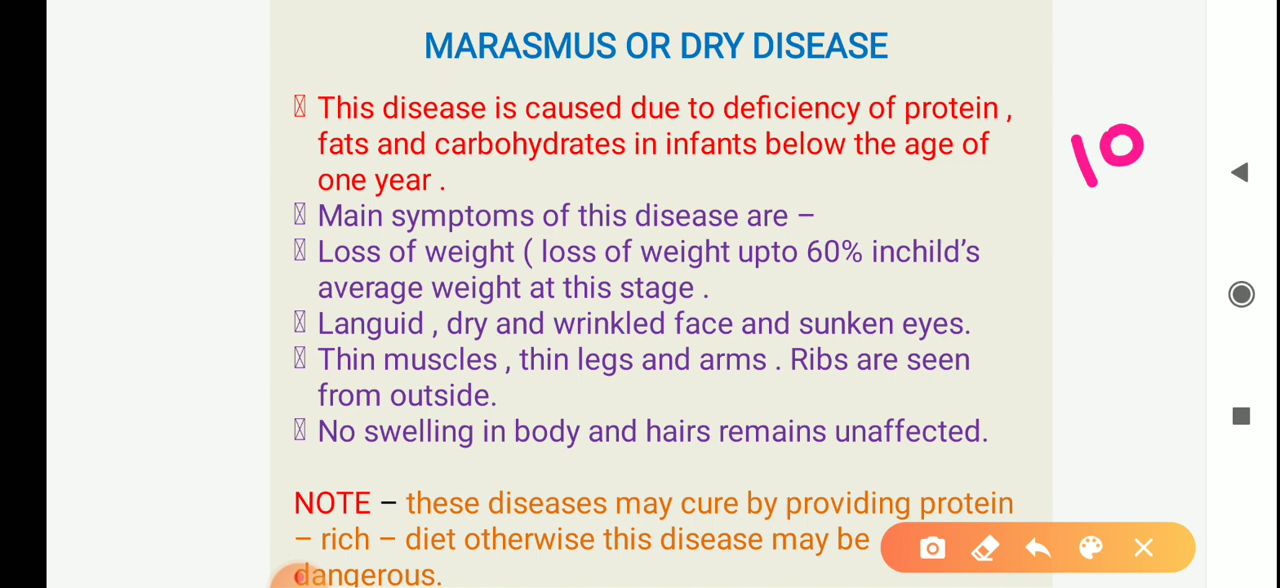 MARASMUS OR DRY DISEASE
This disease is caused due to deficiency of protein ,
fats and carbohydrates in infants below the age of
one year .
Main symptoms of this disease are –
Loss of weight ( loss of weight upto 60% inchild’s
average weight at this stage .
Languid , dry and wrinkled face and sunken eyes.
Thin muscles , thin legs and arms . Ribs are seen
from outside.
No swelling in body and hairs remains unaffected.
NOTE – these diseases may cure by providing protein
– rich – diet otherwise this disease may be
dangerous.
10